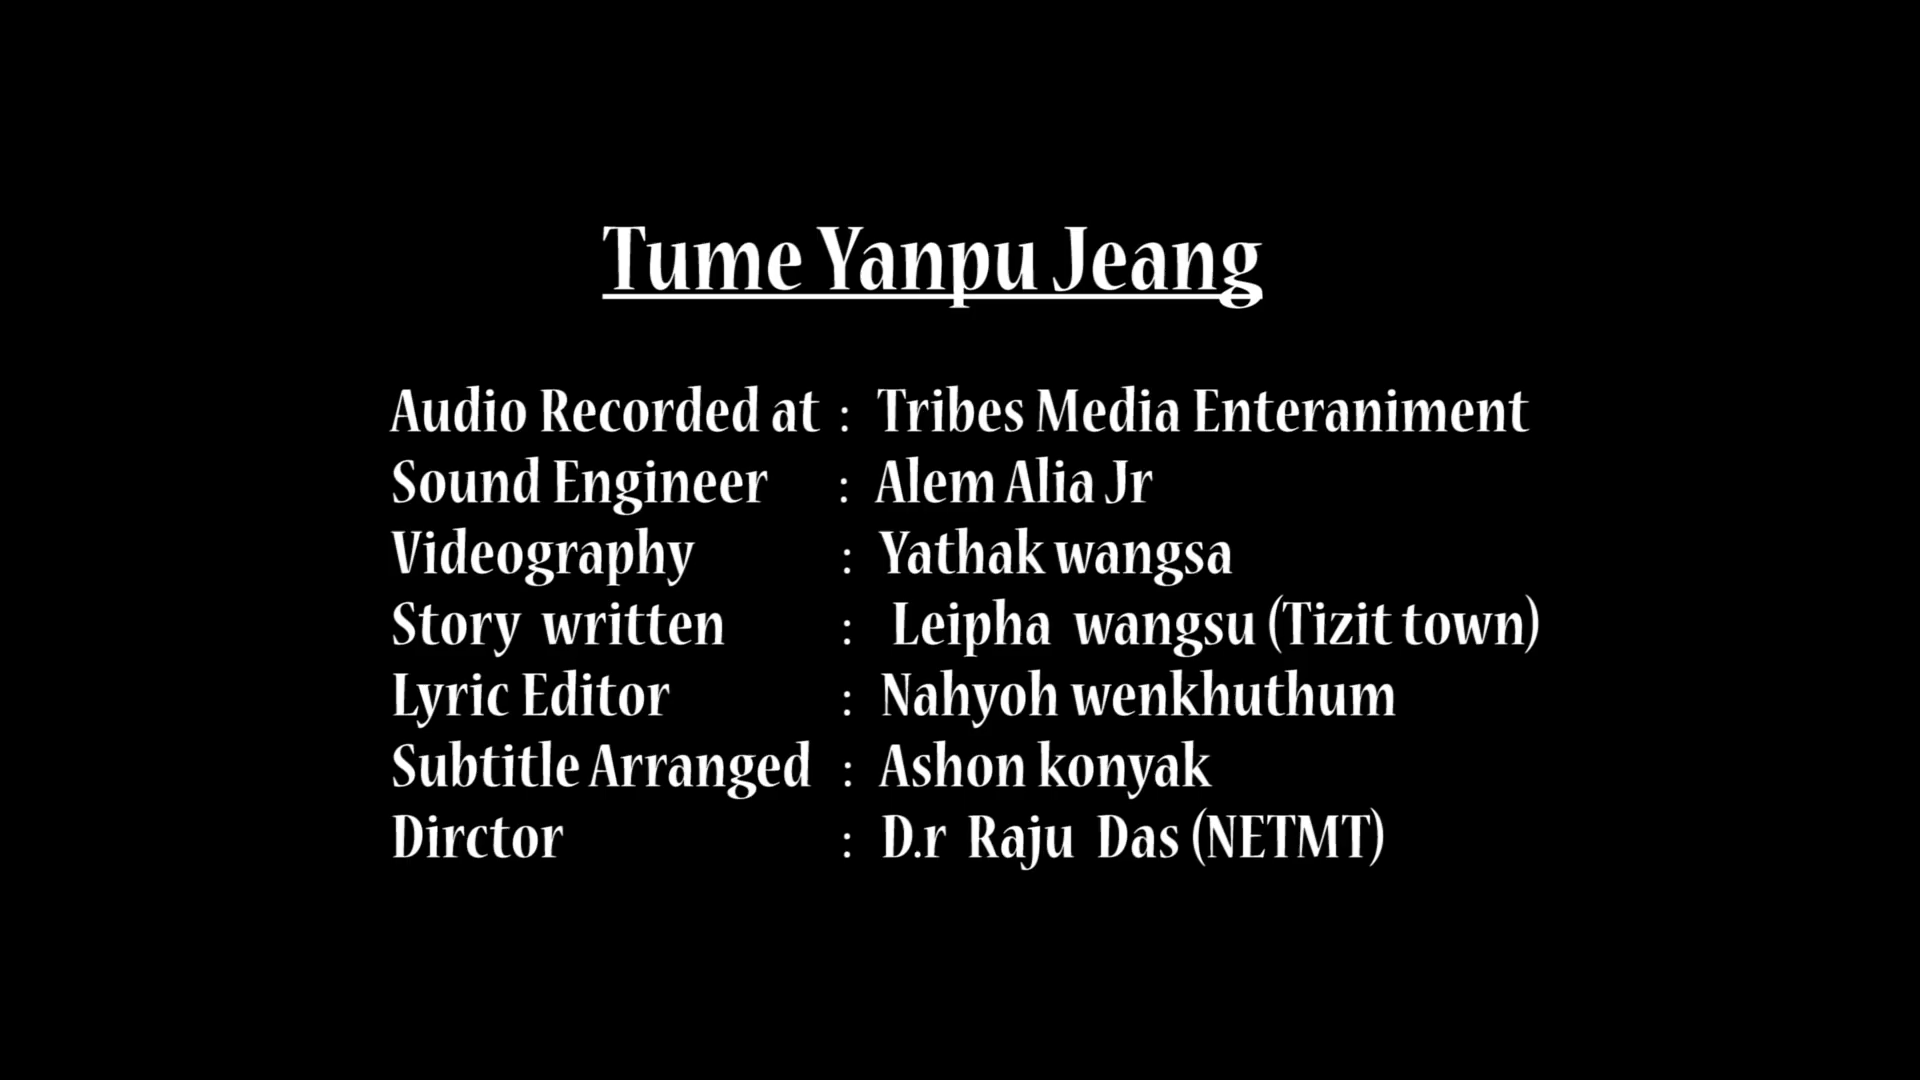 Tume Yanpu Jeang
Audio Recorded at : Tribes Media Enteraniment
Sound Engineer : Alem Alia Jr
Videography : Yathak wangsa
Story written : Leipha wangsu (Tizit town)
Lyric Editor : Nahyoh wenkhuthum
Subtitle Arranged : Ashon konyak
Dirctor : D.r Raju Das (NETMT)